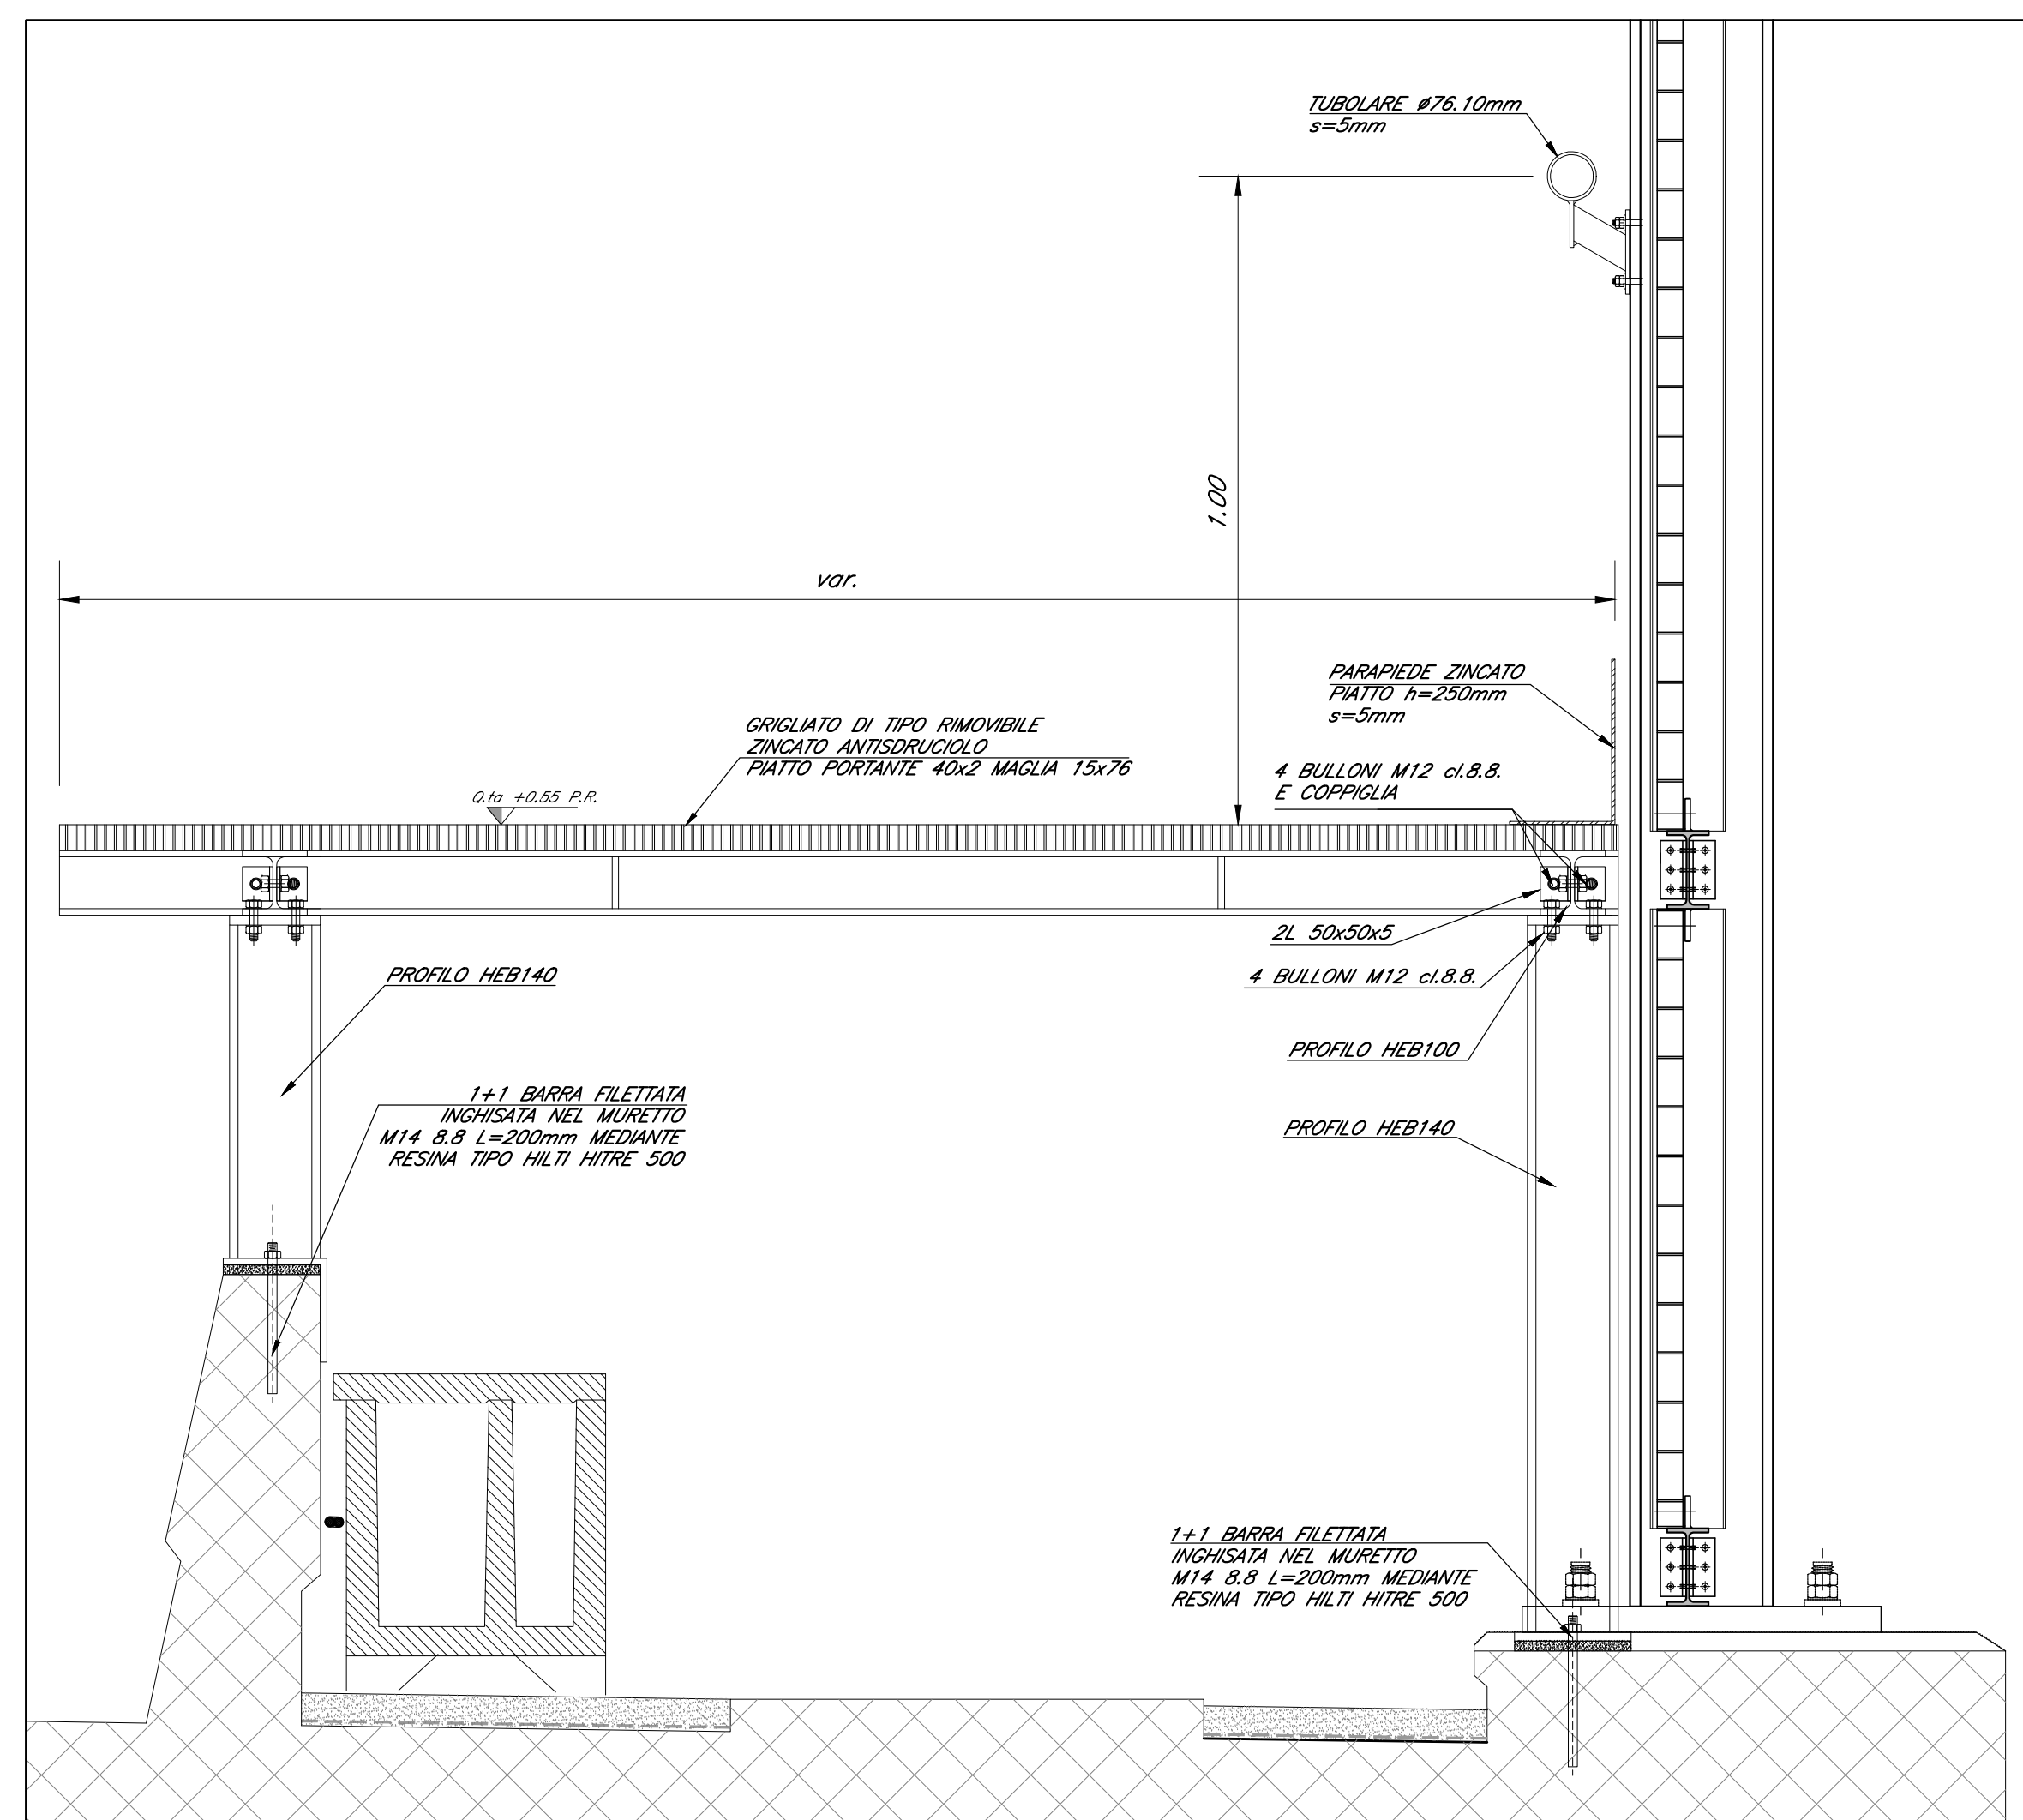 TUBOLARE ø76.10mm
s=5mm
1.00
var.
PARAPIEDE ZINCATO
PIATTO h=250mm
s=5mm
GRIGLIATO DI TIPO RIMOVIBILE
ZINCATO ANTISDRUCIOLO
PIATTO PORTANTE 40x2 MAGLIA 15x76
4 BULLONI M12 cl.8.8.
E COPPIGLIA
Q.ta +0.55 P.R.
2L 50x50x5
4 BULLONI M12 cl.8.8.
PROFILO HEB140
PROFILO HEB100
1+1 BARRA FILETTATA
INGHISATA NEL MURETTO
M14 8.8 L=200mm MEDIANTE
RESINA TIPO HILTI HITRE 500
PROFILO HEB140
1+1 BARRA FILETTATA
INGHISATA NEL MURETTO
M14 8.8 L=200mm MEDIANTE
RESINA TIPO HILTI HITRE 500